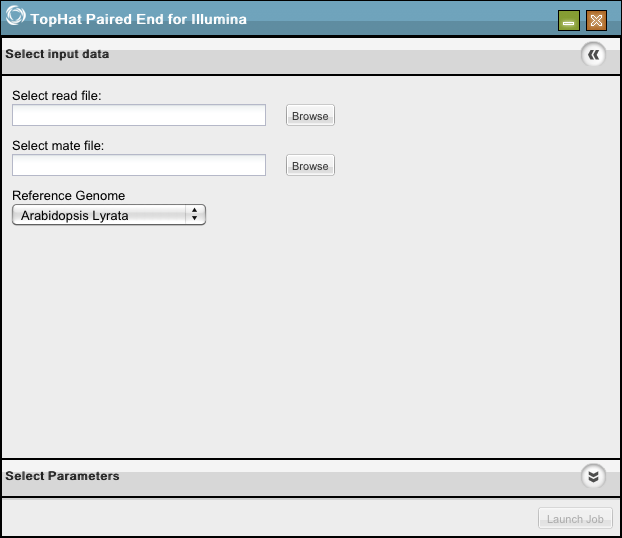 TopHat Paired End for Illumina
Select input data
Select read file:
Browse
Select mate file:
Browse
Reference Genome
Arabidopsis Lyrata
Select Parameters
Launch Job